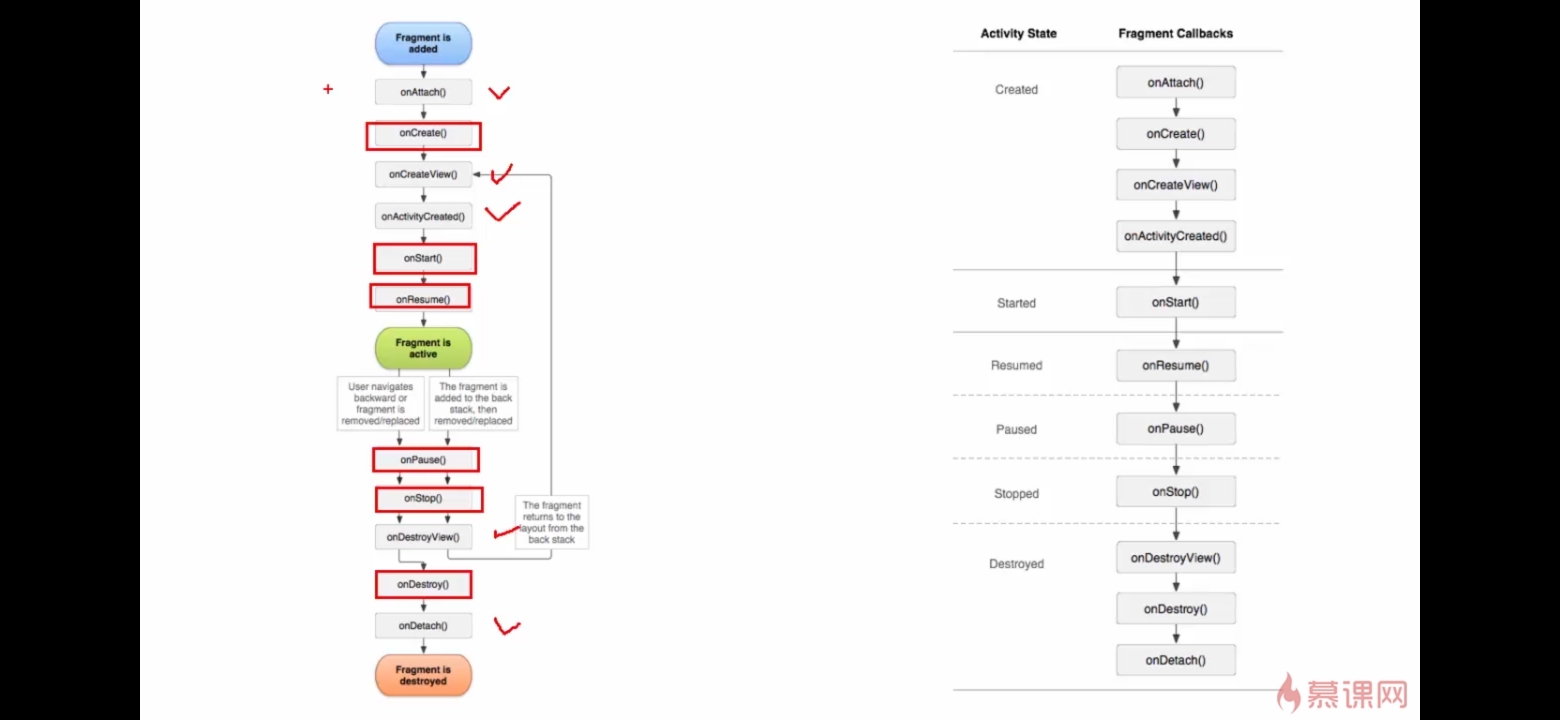 Fragment is
added
onAttach()
onCreate()
onCreateView()
onActivityCreated()
onStart()
onResume()
Fragment is
active
User navigates
backward or
fragment is
removed/replaced
The fragment is
added to the back
stack, then
removed/replaced
onPause()
onStop()
The fragment
returns to the
layout from the
back stack
onDestroyView()
onDestroy()
onDetach()
Fragment is
destroyed
Activity State
Fragment Callbacks
Created
onAttach()
onCreate()
onCreateView()
onActivityCreated()
Started
onStart()
Resumed
onResume()
Paused
onPause()
Stopped
onStop()
Destroyed
onDestroyView()
onDestroy()
onDetach()
慕课网